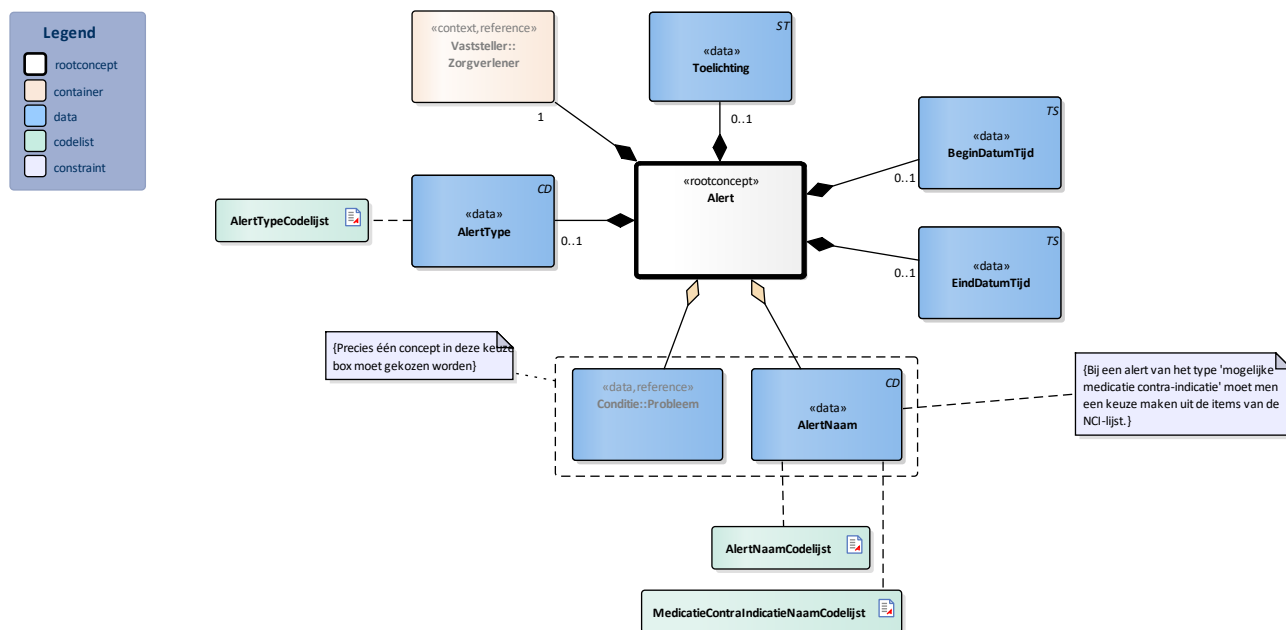 Legend
rootconcept
container
data
codelist
constraint
«context,reference»
Vaststeller::
Zorgverlener
1
ST
«data»
Toelichting
0..1
TS
«data»
BeginDatumTijd
0..1
«rootconcept»
Alert
CD
«data»
AlertType
0..1
AlertTypeCodelijst
TS
«data»
EindDatumTijd
0..1
{Precies één concept in deze keuze
box moet gekozen worden}
«data,reference»
Conditie::Probleem
CD
«data»
AlertNaam
{Bij een alert van het type 'mogelijke
medicatie contra-indicatie' moet men
een keuze maken uit de items van de
NCI-lijst.}
AlertNaamCodelijst
MedicatieContraIndicatieNaamCodelijst